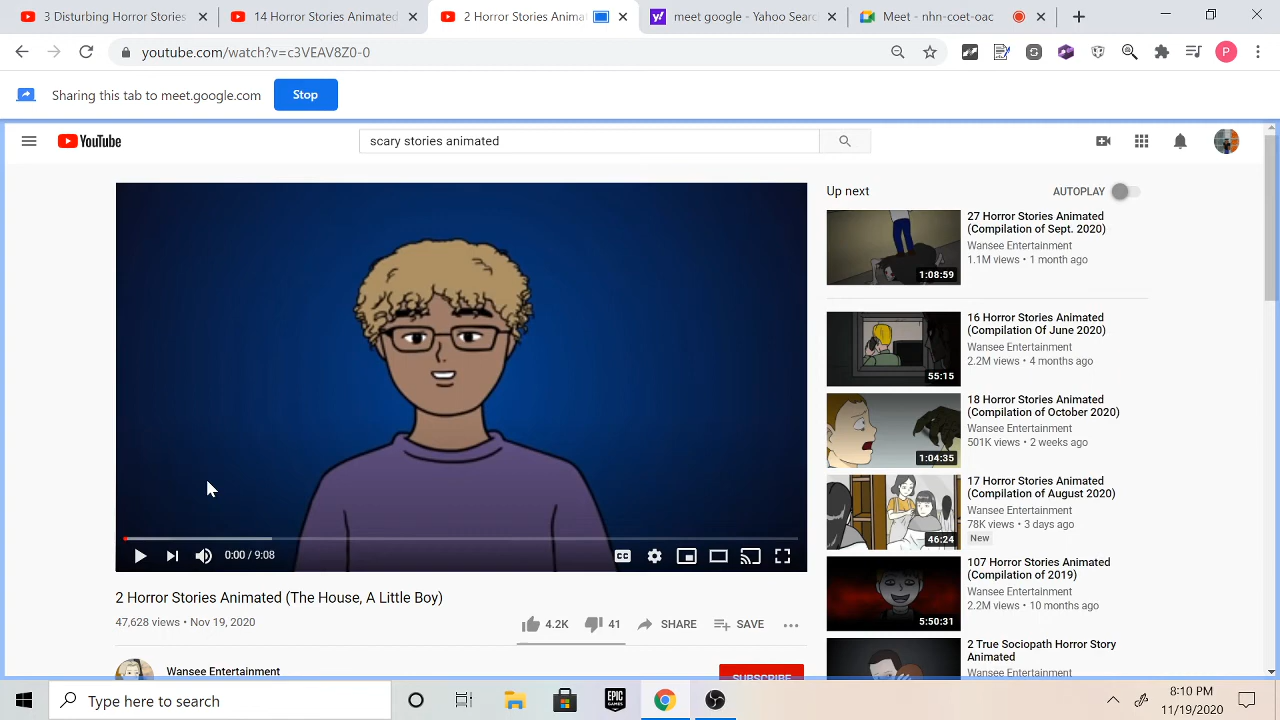 3 Disturbing Horror Stories
14 Horror Stories Animated
2 Horror Stories Anima
meet google - Yahoo Sear
Meet - nhn-coet-oac
youtube.com/watch?v=c3VEAV8Z0-0
P
Sharing this tab to meet.google.com
Stop
YouTube
scary stories animated
Up next
AUTOPLAY
27 Horror Stories Animated
(Compilation of Sept. 2020)
Wansee Entertainment
1.1M views • 1 month ago
1:08:59
16 Horror Stories Animated
(Compilation Of June 2020)
Wansee Entertainment
2.2M views • 4 months ago
55:15
18 Horror Stories Animated
(Compilation of October 2020)
Wansee Entertainment
501K views • 2 weeks ago
1:04:35
17 Horror Stories Animated
(Compilation of August 2020)
Wansee Entertainment
78K views • 3 days ago
New
46:24
107 Horror Stories Animated
(Compilation of 2019)
Wansee Entertainment
2.2M views • 10 months ago
5:50:31
2 True Sociopath Horror Story
Animated
Wansee Entertainment
0:00 / 9:08
CC
2 Horror Stories Animated (The House, A Little Boy)
47,628 views • Nov 19, 2020
4.2K
41
SHARE
SAVE
Wansee Entertainment
SUBSCRIBE
Type here to search
EPIC
GAMES
8:10 PM
11/19/2020